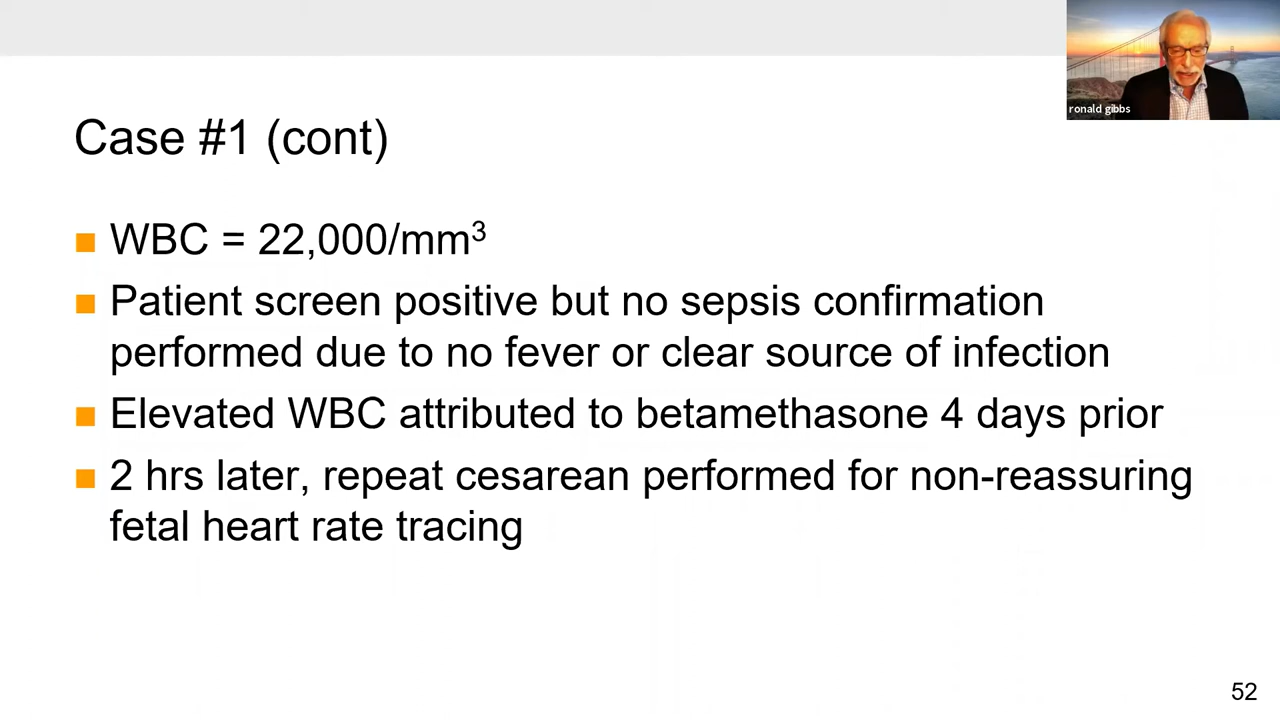 ronald gibbs
Case #1 (cont)
WBC = 22,000/mm³
Patient screen positive but no sepsis confirmation
performed due to no fever or clear source of infection
Elevated WBC attributed to betamethasone 4 days prior
2 hrs later, repeat cesarean performed for non-reassuring
fetal heart rate tracing
52